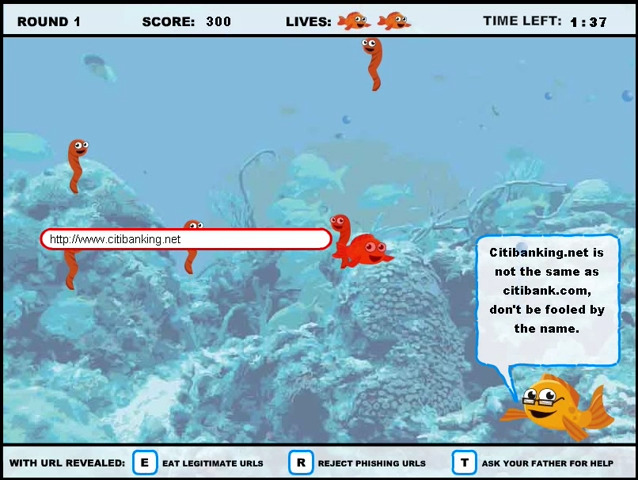 ROUND 1 SCORE: 300 LIVES: TIME LEFT: 1:37
http://www.citibanking.net
Citibanking.net is
not the same as
citibank.com,
don't be fooled by
the name.
WITH URL REVEALED: E EAT LEGITIMATE URLS R REJECT PHISHING URLS T ASK YOUR FATHER FOR HELP